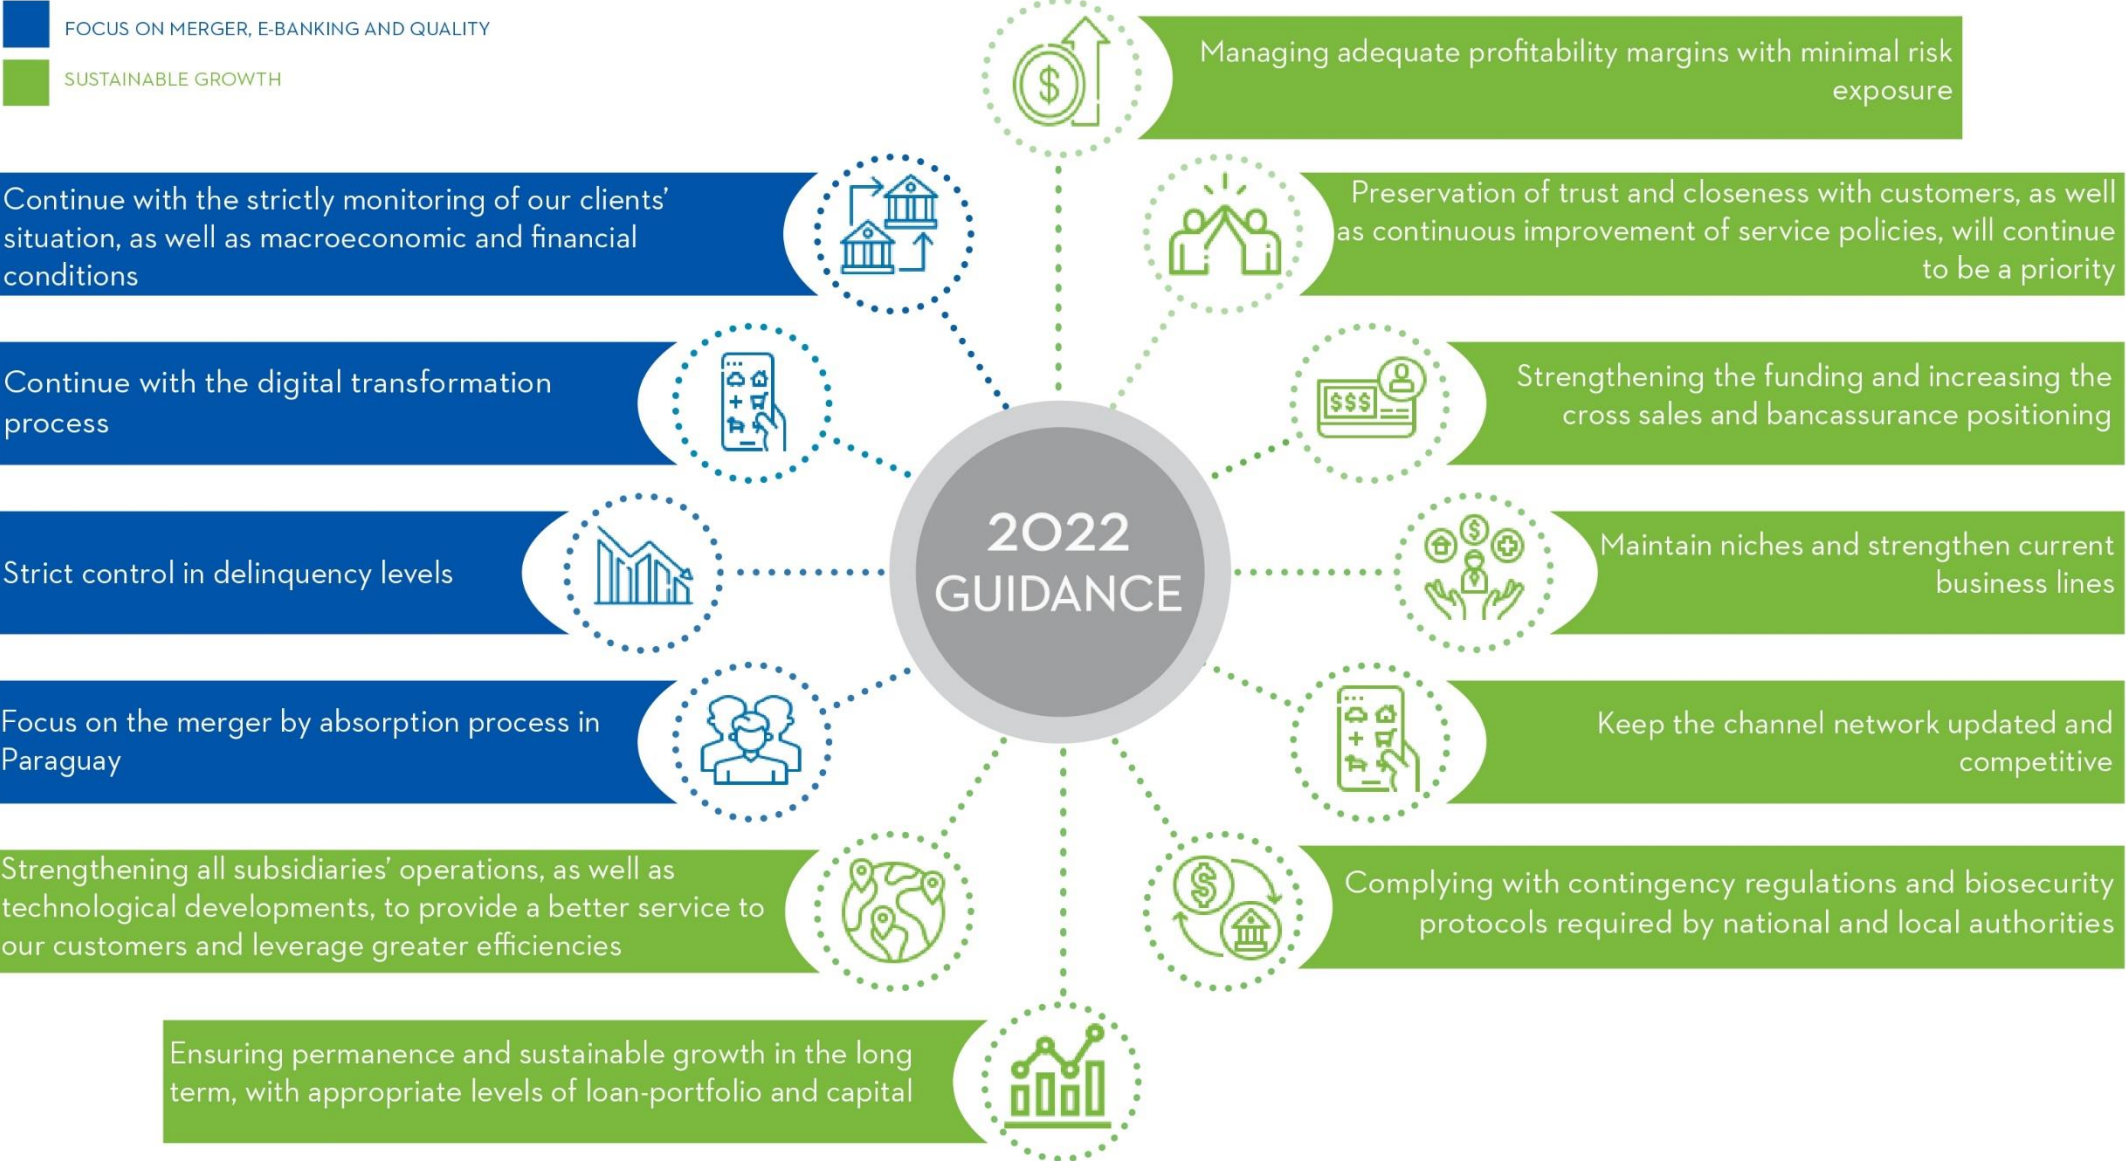 FOCUS ON MERGER, E-BANKING AND QUALITY
SUSTAINABLE GROWTH
Managing adequate profitability margins with minimal risk
exposure
Continue with the strictly monitoring of our clients'
situation, as well as macroeconomic and financial
conditions
Preservation of trust and closeness with customers, as well
as continuous improvement of service policies, will continue
to be a priority
Continue with the digital transformation
process
Strengthening the funding and increasing the
cross sales and bancassurance positioning
$$$
2022
GUIDANCE
Strict control in delinquency levels
Maintain niches and strengthen current
business lines
Focus on the merger by absorption process in
Paraguay
Keep the channel network updated and
competitive
Strengthening all subsidiaries' operations, as well as
technological developments, to provide a better service to
our customers and leverage greater efficiencies
Complying with contingency regulations and biosecurity
protocols required by national and local authorities
Ensuring permanence and sustainable growth in the long
term, with appropriate levels of loan-portfolio and capital